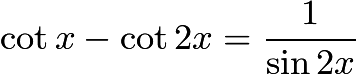 cot x − cot 2x = 1/sin 2x